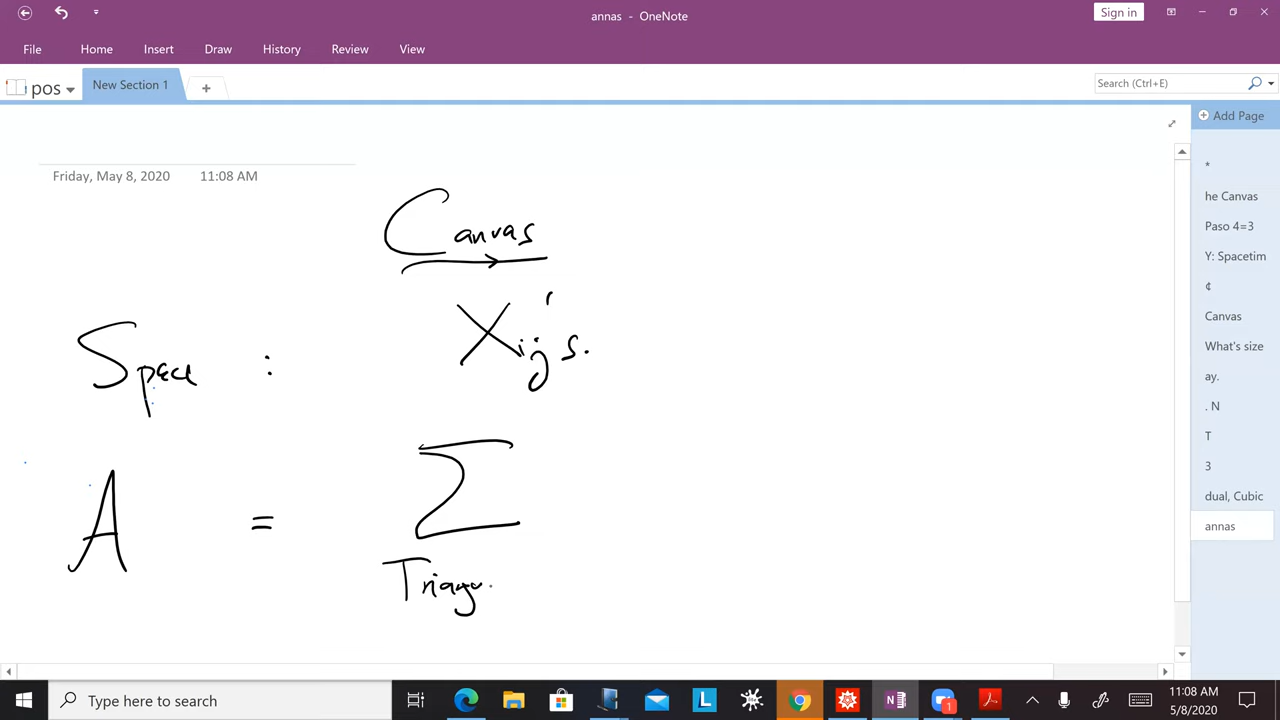 annas - OneNote
Sign in
File Home Insert Draw History Review View
pos
New Section 1
+
Search (Ctrl+E)
Add Page
Friday, May 8, 2020 11:08 AM
Canvas
Space : Xij's.
A = Σ
Triang
*
he Canvas
Paso 4=3
Y: Spacetim
¢
Canvas
What's size
ay.
. N
T
3
dual, Cubic
annas
Type here to search
L
N
1
11:08 AM
5/8/2020